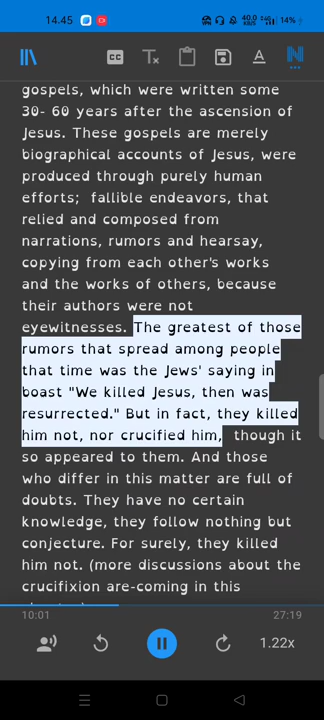 14.45
40.0
KB/S
14%
CC
gospels, which were written some
30- 60 years after the ascension of
Jesus. These gospels are merely
biographical accounts of Jesus, were
produced through purely human
efforts;  fallible endeavors, that
relied and composed from
narrations, rumors and hearsay,
copying from each other's works
and the works of others, because
their authors were not
eyewitnesses. The greatest of those
rumors that spread among people
that time was the Jews' saying in
boast "We killed Jesus, then was
resurrected." But in fact, they killed
him not, nor crucified him,  though it
so appeared to them. And those
who differ in this matter are full of
doubts. They have no certain
knowledge, they follow nothing but
conjecture. For surely, they killed
him not. (more discussions about the
crucifixion are-coming in this
10:01
27:19
1.22x